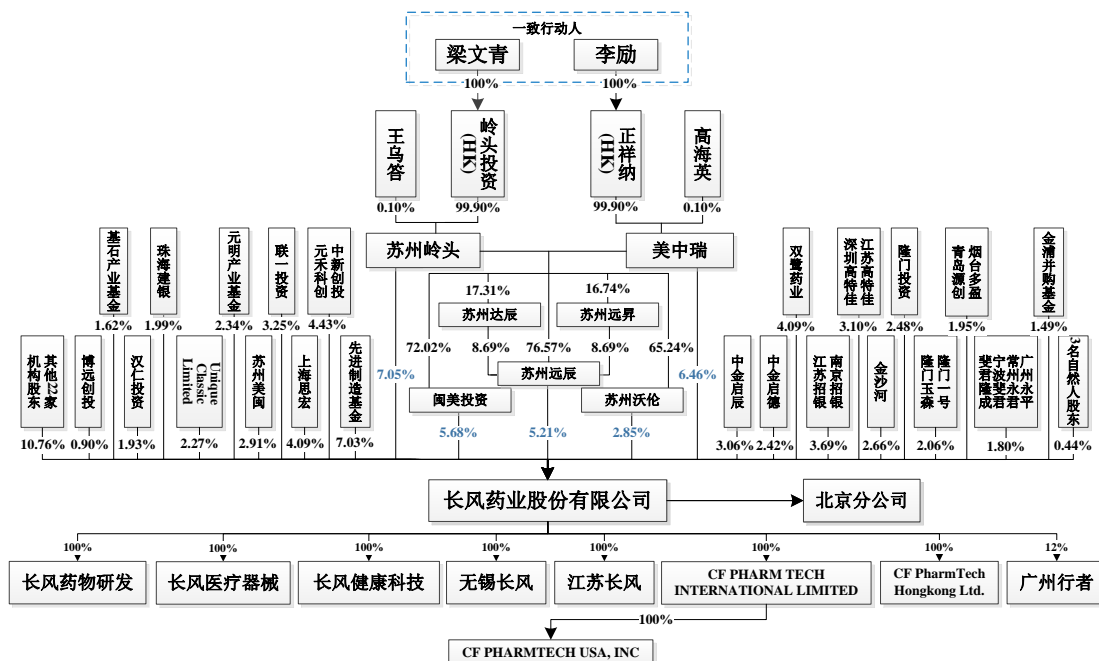 一致行动人
梁文青
李励
100%
100%
王乌答
岭头投资(HK)
正祥纳(HK)
高海英
0.10%
99.90%
99.90%
0.10%
苏州岭头
美中瑞
基石产业基金
珠海建银
元明产业基金
联一投资
元禾科创
中新创投
双鹭药业
深圳高特佳
江苏高特佳
隆门投资
青岛源创
烟台多盈
金浦并购基金
1.62%
1.99%
2.34%
3.25%
4.43%
4.09%
3.10%
2.48%
1.95%
1.49%
17.31%
16.74%
苏州达辰
苏州远昇
72.02%
8.69%
76.57%
8.69%
65.24%
苏州远辰
7.05%
6.46%
闽美投资
苏州沃伦
5.68%
5.21%
2.85%
其他22家机构股东
博远创投
汉仁投资
Unique Classic Limited
苏州美闽
上海思宏
先进制造基金
中金启辰
中金启德
江苏招银
南京招银
金沙河
隆门玉森
隆门一号
斐君隆成
宁波斐君
常州永君
广州永平
3名自然人股东
10.76%
0.90%
1.93%
2.27%
2.91%
4.09%
7.03%
3.06%
2.42%
3.69%
2.66%
2.06%
1.80%
0.44%
长风药业股份有限公司
北京分公司
100%
100%
100%
100%
100%
100%
100%
12%
长风药物研发
长风医疗器械
长风健康科技
无锡长风
江苏长风
CF PHARM TECH
INTERNATIONAL LIMITED
CF PharmTech
Hongkong Ltd.
广州行者
100%
CF PHARMTECH USA, INC